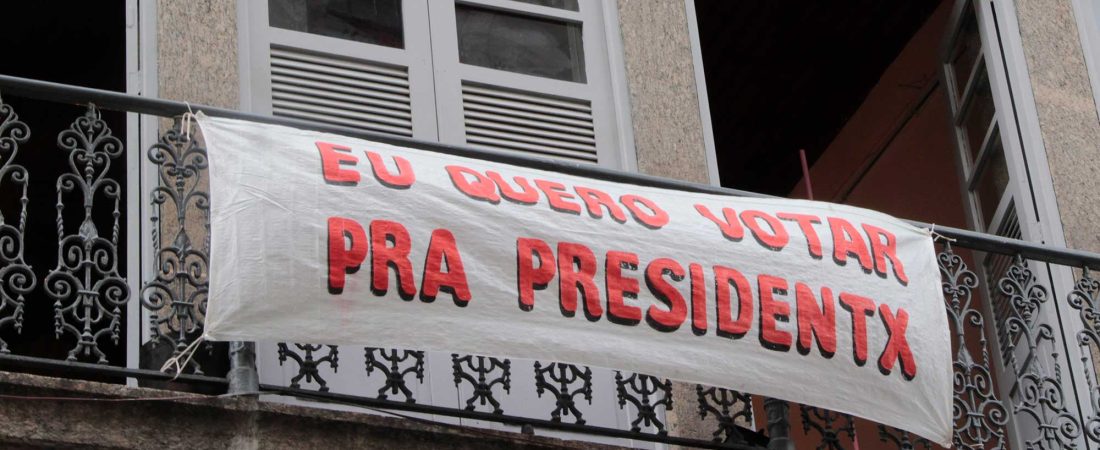 EU QUERO VOTAR
PRA PRESIDENTX